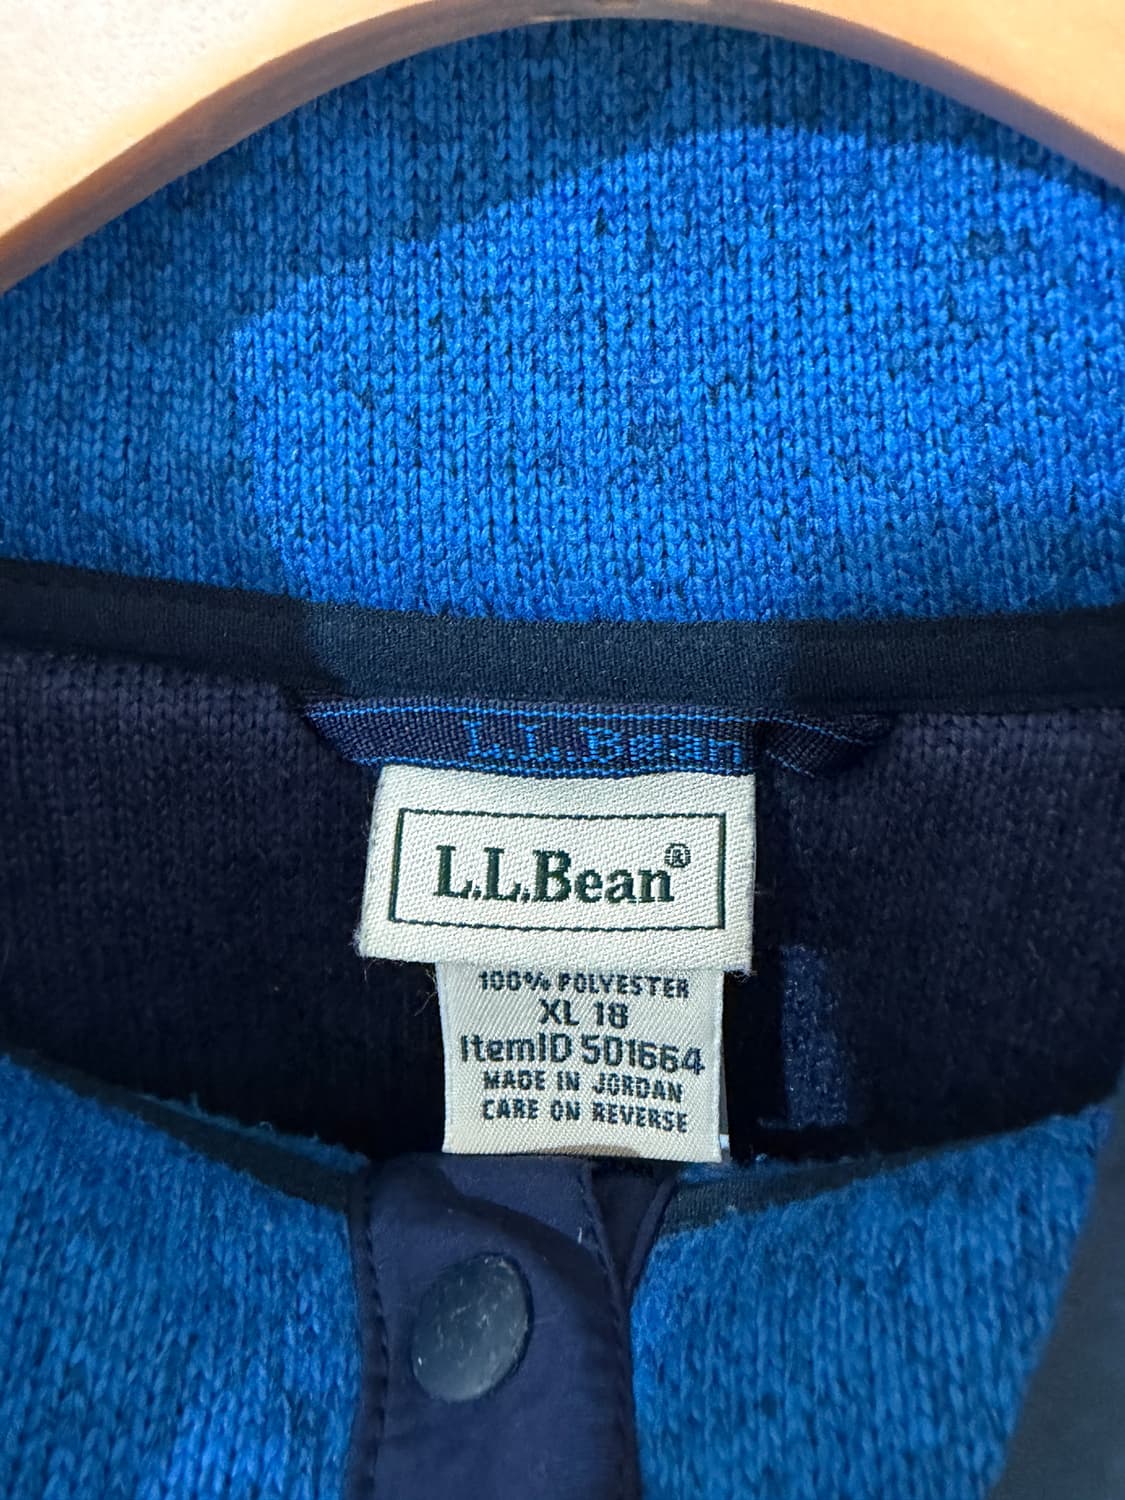 L.L.Bean
L.L.Bean®
100% POLYESTER
XL 18
ItemID 501664
MADE IN JORDAN
CARE ON REVERSE